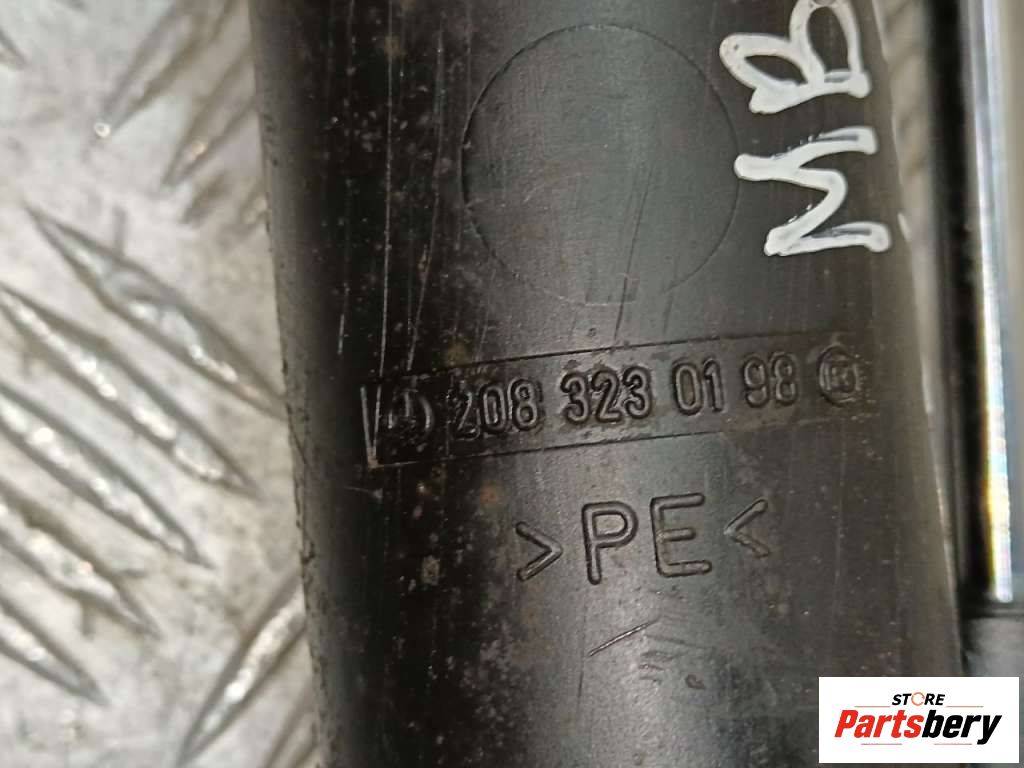 MB
208 323 01 98
>PE<
STORE
Partsbery